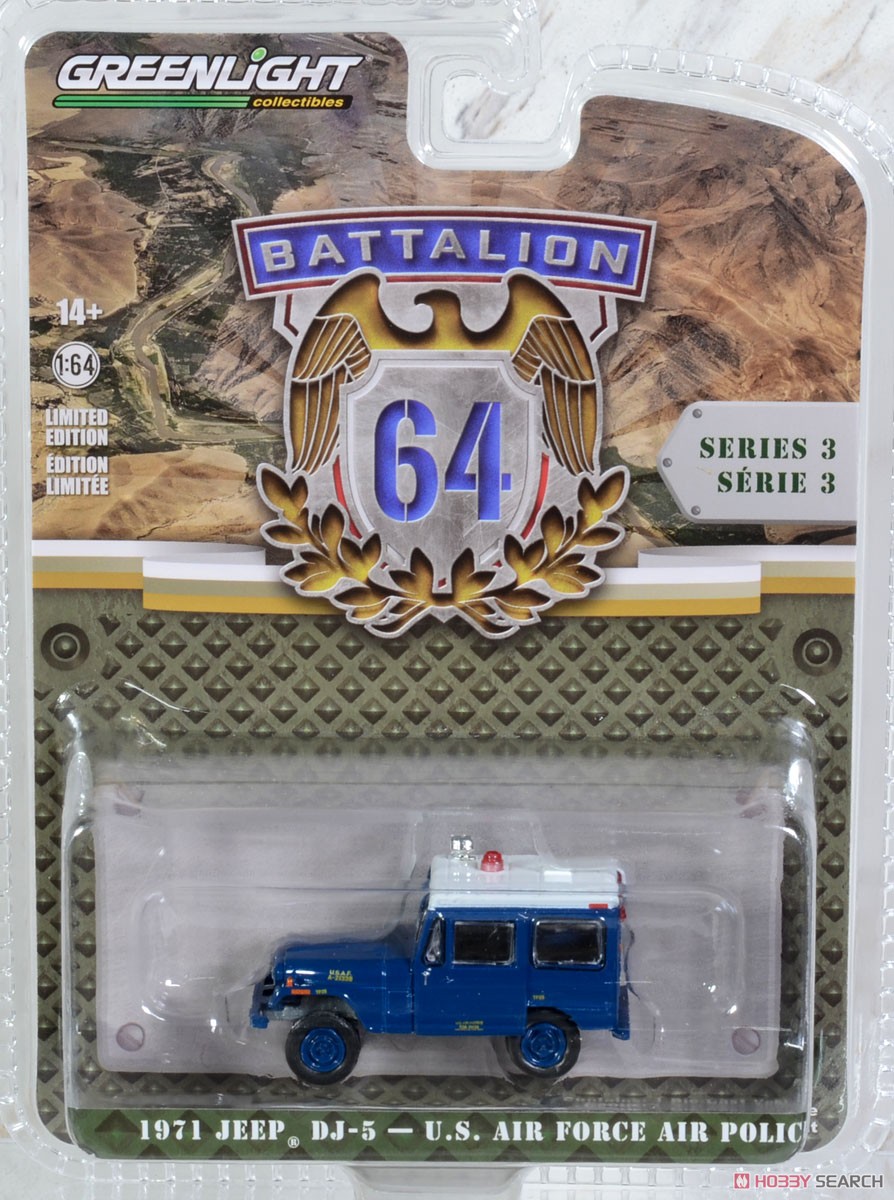 GREENLiGHT
collectibles
BATTALION
64
14+
1:64
LIMITED
EDITION
ÉDITION
LIMITÉE
SERIES 3
SÉRIE 3
U.S.A.F.
1971 JEEP® DJ-5 — U.S. AIR FORCE AIR POLIC
HOBBY SEARCH